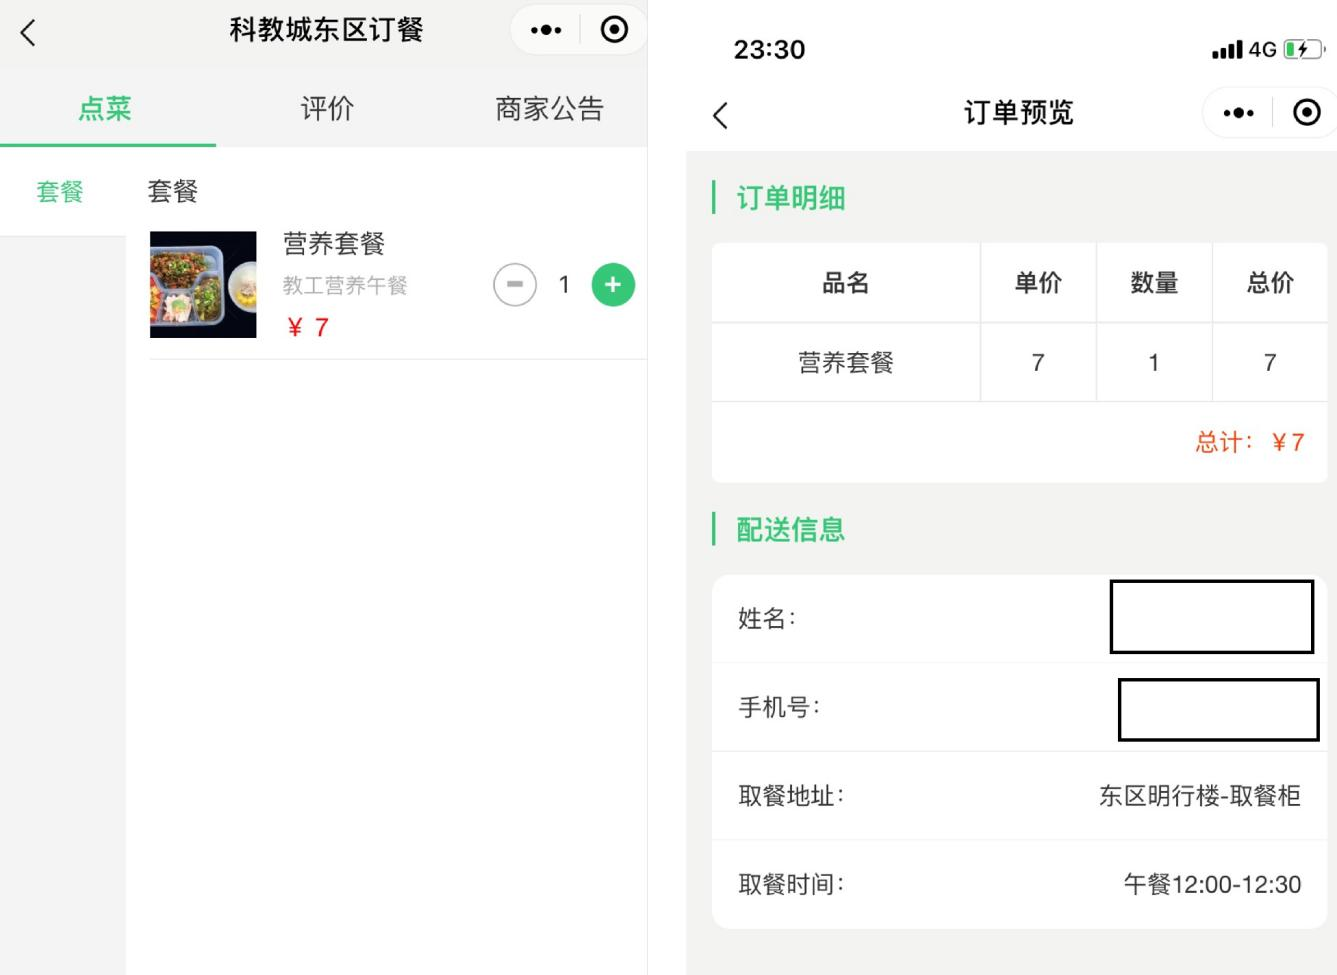 科教城东区订餐
点菜
评价
商家公告
套餐
套餐
营养套餐
教工营养午餐
1
¥ 7
23:30
4G
订单预览
订单明细
品名 单价 数量 总价
营养套餐 7 1 7
总计： ¥7
配送信息
姓名：
手机号：
取餐地址： 东区明行楼-取餐柜
取餐时间： 午餐12:00-12:30